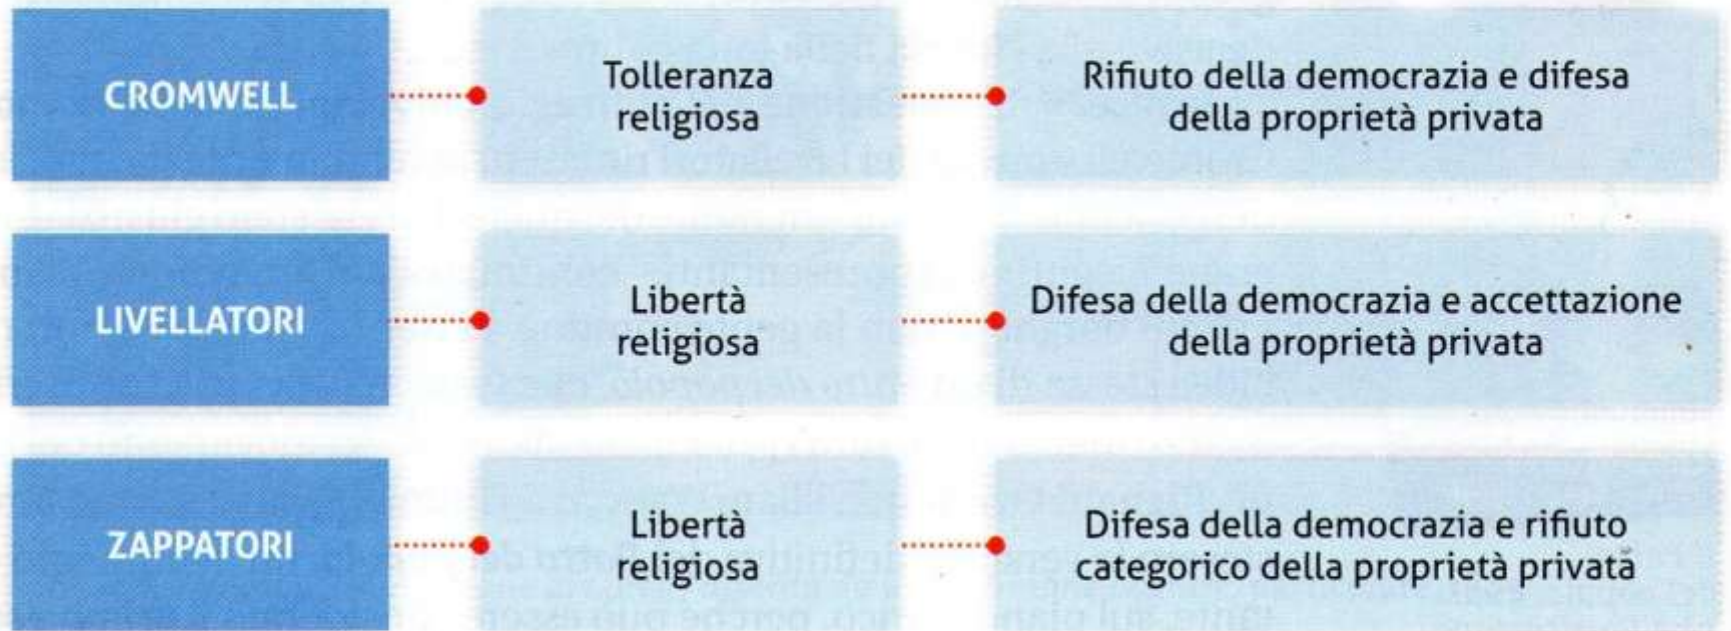 CROMWELL
Tolleranza
religiosa
Rifiuto della democrazia e difesa
della proprietà privata
LIVELLATORI
Libertà
religiosa
Difesa della democrazia e accettazione
della proprietà privata
ZAPPATORI
Libertà
religiosa
Difesa della democrazia e rifiuto
categorico della proprietà privata